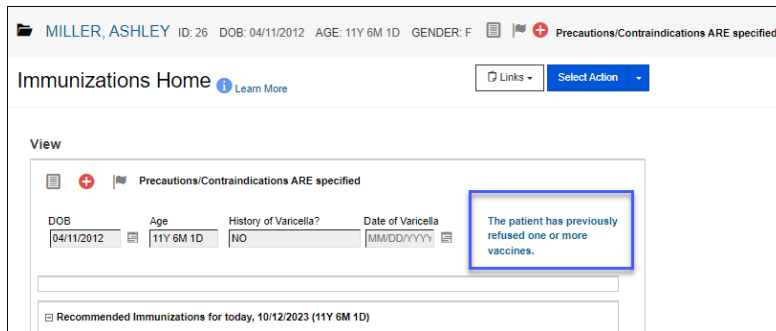 MILLER, ASHLEY ID: 26 DOB: 04/11/2012 AGE: 11Y 6M 1D GENDER: F Precautions/Contraindications ARE specified
Immunizations Home i Learn More Links Select Action
View
Precautions/Contraindications ARE specified
DOB Age History of Varicella? Date of Varicella
04/11/2012 11Y 6M 1D NO MM/DD/YYYY
The patient has previously
refused one or more
vaccines.
Recommended Immunizations for today, 10/12/2023 (11Y 6M 1D)